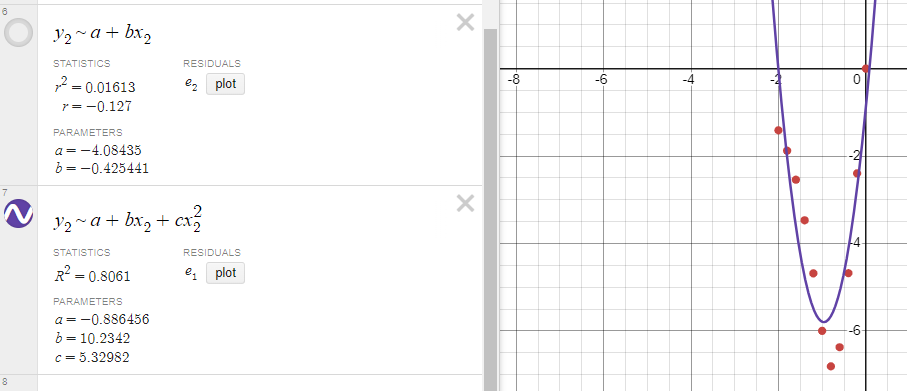 6
y₂ ~ a + bx₂
STATISTICS RESIDUALS
r² = 0.01613 e₂ plot
r = −0.127
PARAMETERS
a = −4.08435
b = −0.425441
7
y₂ ~ a + bx₂ + cx₂²
STATISTICS RESIDUALS
R² = 0.8061 e₁ plot
PARAMETERS
a = −0.886456
b = 10.2342
c = 5.32982
8
-8 -6 -4 -2 0
-2
-4
-6